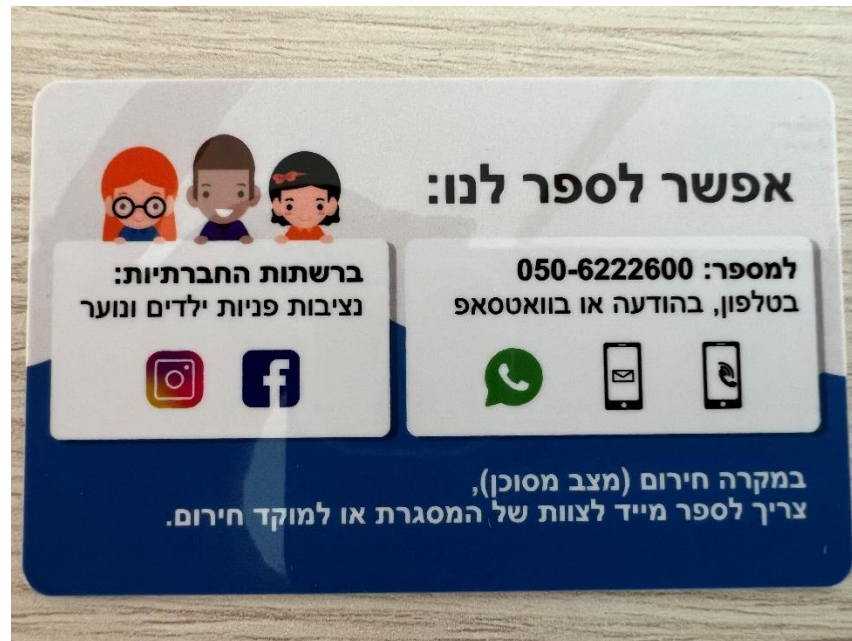 אפשר לספר לנו:
למספר: 050-6222600
בטלפון, בהודעה או בוואטסאפ
ברשתות החברתיות:
נציבות פניות ילדים ונוער
במקרה חירום (מצב מסוכן),
צריך לספר מייד לצוות של המסגרת או למוקד חירום.